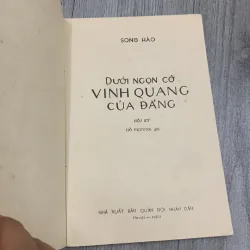 SONG HÀO
DƯỚI NGỌN CỜ
VINH QUANG
CỦA ĐẢNG
HỒI KÝ
NHÀ XUẤT BẢN QUÂN ĐỘI NHÂN DÂN